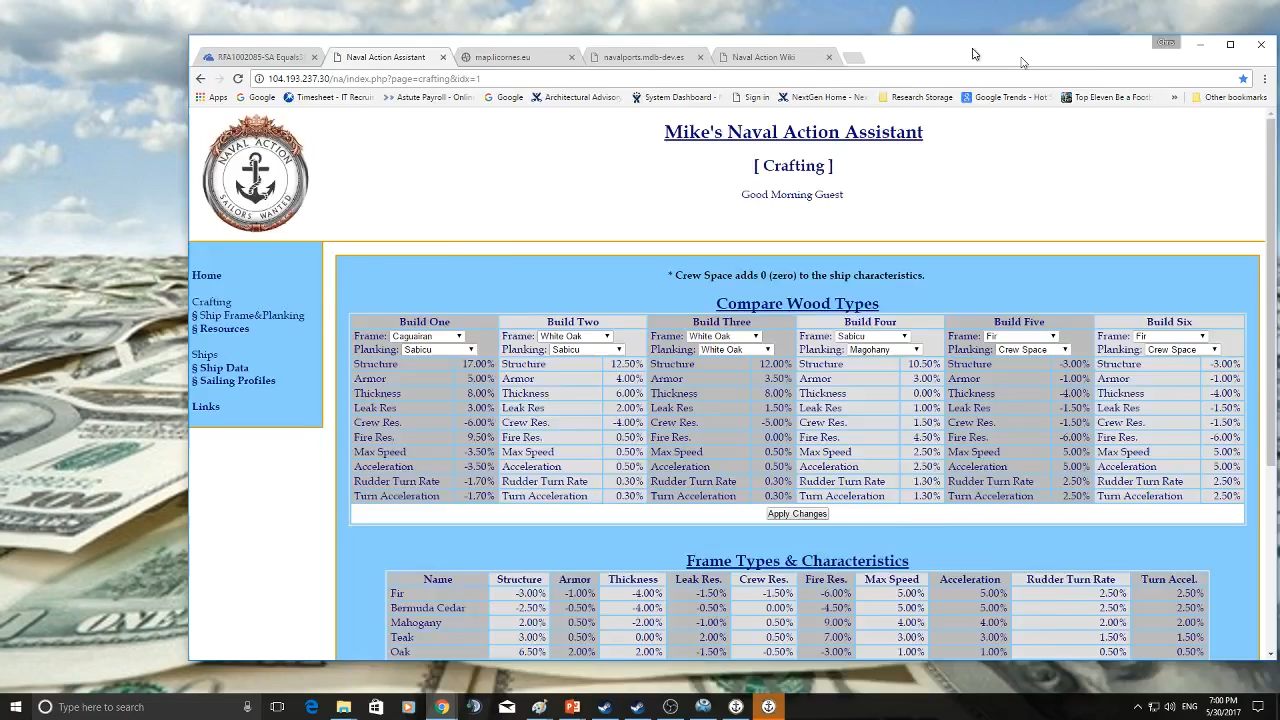 Chris
RFA1002085-SA Equals
Naval Action Assistant
map.licornes.eu
navalports.mdb-dev.es
Naval Action Wiki
104.193.237.30/na/index.php?page=crafting&idx=1
Apps Google Timesheet - IT Recrui Astute Payroll - Onlin Google Architectural Advisory System Dashboard - Sign in NextGen Home - Nex Research Storage Google Trends - Hot Top Eleven Be a Foot » Other bookmarks
NAVAL ACTION
SAILORS WANTED
Mike's Naval Action Assistant
[ Crafting ]
Good Morning Guest
Home
Crafting
§ Ship Frame&Planking
§ Resources
Ships
§ Ship Data
§ Sailing Profiles
Links
* Crew Space adds 0 (zero) to the ship characteristics.
Compare Wood Types
Build One Build Two Build Three Build Four Build Five Build Six
Frame: Caguairan Frame: White Oak Frame: White Oak Frame: Sabicu Frame: Fir Frame: Fir
Planking: Sabicu Planking: Sabicu Planking: White Oak Planking: Magohany Planking: Crew Space Planking: Crew Space
Structure 17.00% Structure 12.50% Structure 12.00% Structure 10.50% Structure -3.00% Structure -3.00%
Armor 5.00% Armor 4.00% Armor 3.50% Armor 3.00% Armor -1.00% Armor -1.00%
Thickness 8.00% Thickness 6.00% Thickness 8.00% Thickness 0.00% Thickness -4.00% Thickness -4.00%
Leak Res 3.00% Leak Res 2.00% Leak Res 1.50% Leak Res 1.00% Leak Res -1.50% Leak Res -1.50%
Crew Res. -6.00% Crew Res. -4.00% Crew Res. -5.00% Crew Res. 1.50% Crew Res. -1.50% Crew Res. -1.50%
Fire Res. 9.50% Fire Res. 0.50% Fire Res. 0.00% Fire Res. 4.50% Fire Res. -6.00% Fire Res. -6.00%
Max Speed -3.50% Max Speed 0.50% Max Speed 0.50% Max Speed 2.50% Max Speed 5.00% Max Speed 5.00%
Acceleration -3.50% Acceleration 0.50% Acceleration 0.50% Acceleration 2.50% Acceleration 5.00% Acceleration 5.00%
Rudder Turn Rate -1.70% Rudder Turn Rate 0.30% Rudder Turn Rate 0.30% Rudder Turn Rate 1.30% Rudder Turn Rate 2.50% Rudder Turn Rate 2.50%
Turn Acceleration -1.70% Turn Acceleration 0.30% Turn Acceleration 0.30% Turn Acceleration 1.30% Turn Acceleration 2.50% Turn Acceleration 2.50%
Apply Changes
Frame Types & Characteristics
Name Structure Armor Thickness Leak Res. Crew Res. Fire Res. Max Speed Acceleration Rudder Turn Rate Turn Accel.
Fir -3.00% -1.00% -4.00% -1.50% -1.50% -6.00% 5.00% 5.00% 2.50% 2.50%
Bermuda Cedar -2.50% -0.50% -4.00% -0.50% 0.00% -4.50% 5.00% 5.00% 2.50% 2.50%
Mahogany 2.00% 0.50% -2.00% -1.00% 0.50% 9.00% 4.00% 4.00% 2.00% 2.00%
Teak 3.00% 0.50% 0.00% 2.00% 0.50% 7.00% 3.00% 3.00% 1.50% 1.50%
Oak 6.50% 2.00% 2.00% -1.50% -0.50% -3.00% 1.00% 1.00% 0.50% 0.50%
Type here to search
7:00 PM
5/30/2017